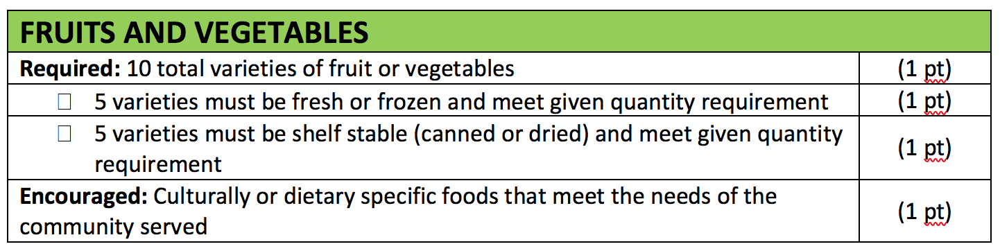 FRUITS AND VEGETABLES
Required: 10 total varieties of fruit or vegetables (1 pt)
☐ 5 varieties must be fresh or frozen and meet given quantity requirement (1 pt)
☐ 5 varieties must be shelf stable (canned or dried) and meet given quantity
requirement (1 pt)
Encouraged: Culturally or dietary specific foods that meet the needs of the
community served (1 pt)